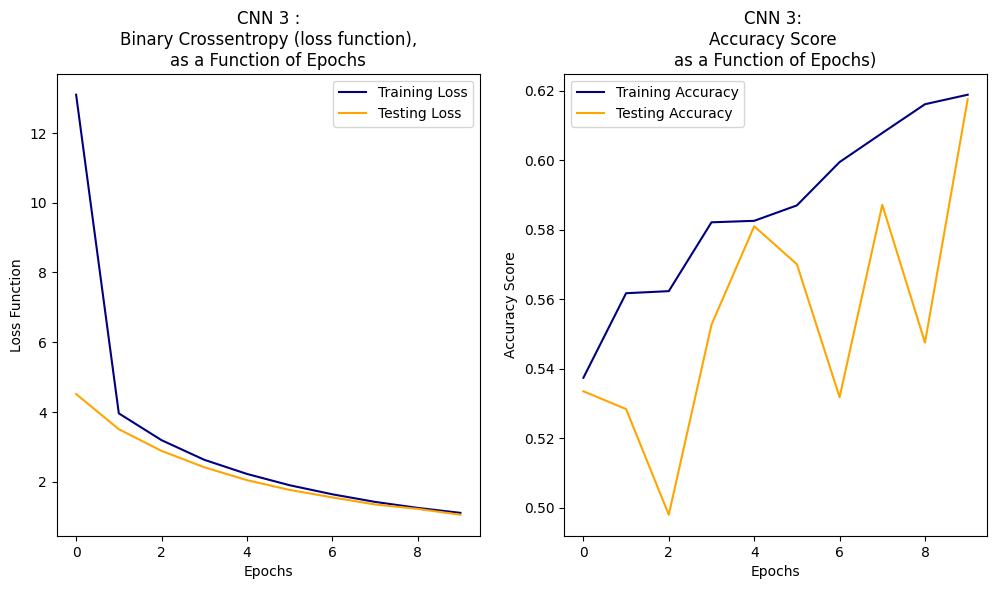 CNN 3 :
Binary Crossentropy (loss function),
as a Function of Epochs
Training Loss
Testing Loss
12
10
8
6
4
2
Loss Function
0
2
4
6
8
Epochs
CNN 3:
Accuracy Score
as a Function of Epochs)
Training Accuracy
Testing Accuracy
0.62
0.60
0.58
0.56
0.54
0.52
0.50
Accuracy Score
0
2
4
6
8
Epochs